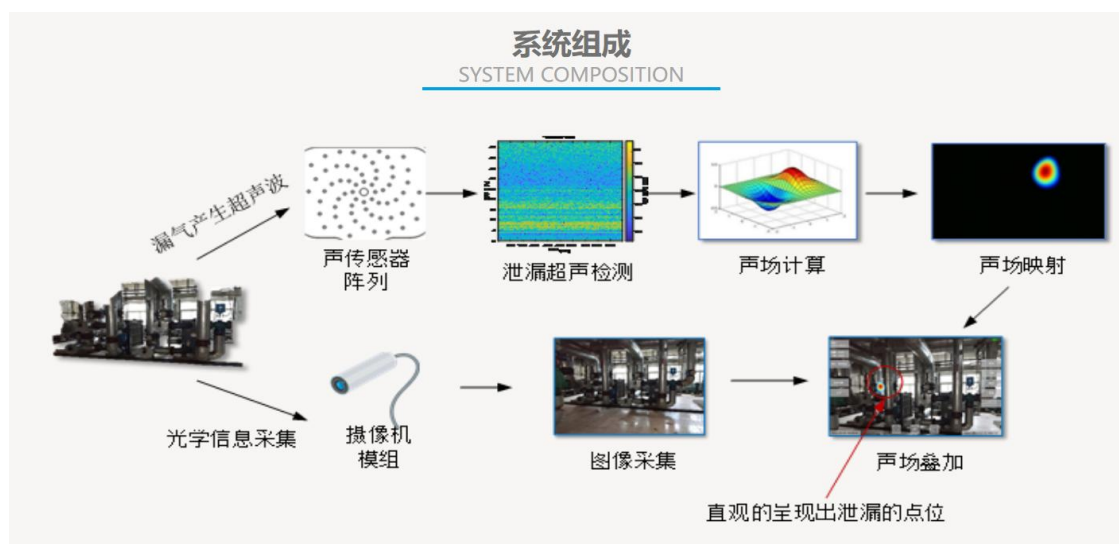 系统组成
SYSTEM COMPOSITION
漏气产生超声波
声传感器
阵列
泄漏超声检测
声场计算
声场映射
光学信息采集
摄像机
模组
图像采集
声场叠加
直观的呈现出泄漏的点位